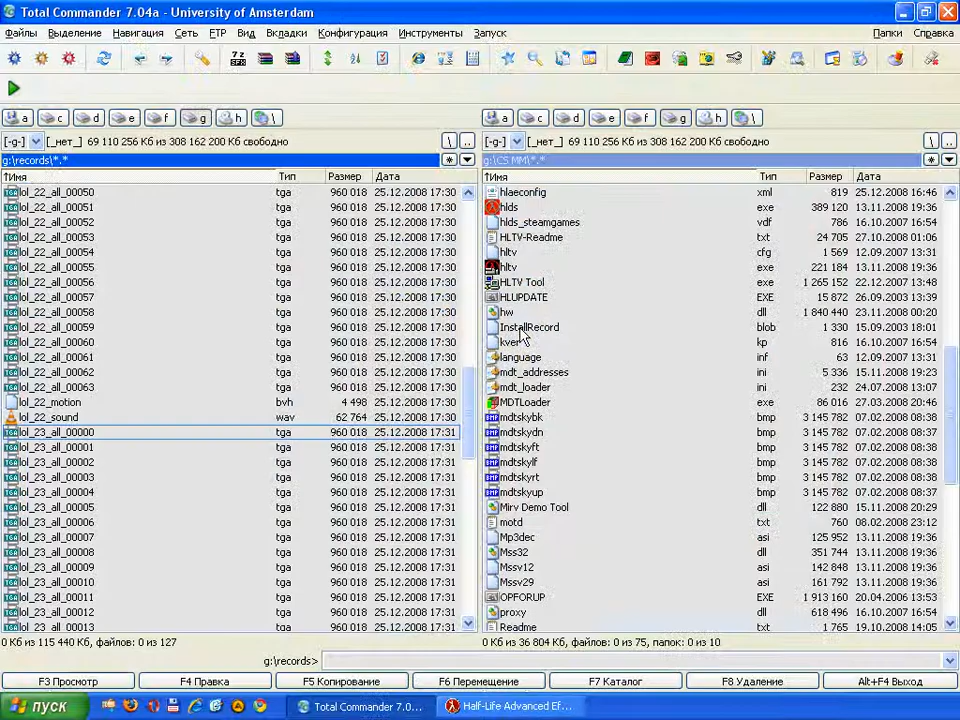 Total Commander 7.04a - University of Amsterdam
Файлы Выделение Навигация Сеть FTP Вид Вкладки Конфигурация Инструменты Запуск Папки Справка
a c d e f g h \ a c d e f g h \
[-g-] [_нет_] 69 110 256 Кб из 308 162 200 Кб свободно \ .. [-g-] [_нет_] 69 110 256 Кб из 308 162 200 Кб свободно \ ..
g:\records\*.* * g:\CS MM\*.* *
↑Имя Тип Размер Дата ↑Имя Тип Размер Дата
lol_22_all_00050 tga 960 018 25.12.2008 17:30 hlaeconfig xml 819 25.12.2008 16:46
lol_22_all_00051 tga 960 018 25.12.2008 17:30 hlds exe 389 120 13.11.2008 19:36
lol_22_all_00052 tga 960 018 25.12.2008 17:30 hlds_steamgames vdf 786 16.10.2007 16:54
lol_22_all_00053 tga 960 018 25.12.2008 17:30 HLTV-Readme txt 24 705 27.10.2008 01:06
lol_22_all_00054 tga 960 018 25.12.2008 17:30 hltv cfg 1 569 12.09.2007 13:31
lol_22_all_00055 tga 960 018 25.12.2008 17:30 hltv exe 221 184 13.11.2008 19:36
lol_22_all_00056 tga 960 018 25.12.2008 17:30 HLTV Tool exe 1 265 152 22.12.2007 13:48
lol_22_all_00057 tga 960 018 25.12.2008 17:30 HLUPDATE EXE 15 872 26.09.2003 13:39
lol_22_all_00058 tga 960 018 25.12.2008 17:30 hw dll 1 840 440 23.11.2008 00:20
lol_22_all_00059 tga 960 018 25.12.2008 17:30 InstallRecord blob 1 330 15.09.2003 18:01
lol_22_all_00060 tga 960 018 25.12.2008 17:30 kver kp 816 16.10.2007 16:54
lol_22_all_00061 tga 960 018 25.12.2008 17:30 language inf 63 12.09.2007 13:31
lol_22_all_00062 tga 960 018 25.12.2008 17:30 mdt_addresses ini 5 336 15.11.2008 19:23
lol_22_all_00063 tga 960 018 25.12.2008 17:30 mdt_loader ini 232 24.10.2008 13:07
lol_22_motion bvh 4 498 25.12.2008 17:30 MDTLoader exe 86 016 27.03.2008 20:46
lol_22_sound wav 62 764 25.12.2008 17:30 mdtskybk bmp 3 145 782 07.02.2008 08:37
lol_23_all_00000 tga 960 018 25.12.2008 17:31 mdtskydn bmp 3 145 782 07.02.2008 08:37
lol_23_all_00001 tga 960 018 25.12.2008 17:31 mdtskyft bmp 3 145 782 07.02.2008 08:38
lol_23_all_00002 tga 960 018 25.12.2008 17:31 mdtskylf bmp 3 145 782 07.02.2008 08:38
lol_23_all_00003 tga 960 018 25.12.2008 17:31 mdtskyrt bmp 3 145 782 07.02.2008 08:38
lol_23_all_00004 tga 960 018 25.12.2008 17:31 mdtskyup bmp 3 145 782 07.02.2008 08:37
lol_23_all_00005 tga 960 018 25.12.2008 17:31 Mirv Demo Tool dll 122 880 15.11.2008 20:29
lol_23_all_00006 tga 960 018 25.12.2008 17:31 motd txt 760 08.02.2008 23:12
lol_23_all_00007 tga 960 018 25.12.2008 17:31 Mp3dec asi 125 952 13.11.2008 19:36
lol_23_all_00008 tga 960 018 25.12.2008 17:31 Mss32 dll 351 744 13.11.2008 19:36
lol_23_all_00009 tga 960 018 25.12.2008 17:31 Mssv12 asi 142 848 13.11.2008 19:36
lol_23_all_00010 tga 960 018 25.12.2008 17:31 Mssv29 asi 161 792 13.11.2008 19:36
lol_23_all_00011 tga 960 018 25.12.2008 17:31 OPFORUP EXE 1 913 160 20.04.2006 13:53
lol_23_all_00012 tga 960 018 25.12.2008 17:31 proxy dll 618 496 16.10.2007 16:54
lol_23_all_00013 tga 960 018 25.12.2008 17:31 Readme txt 1 765 19.10.2008 14:05
0 Кб из 115 440 Кб, файлов: 0 из 127 0 Кб из 36 804 Кб, файлов: 0 из 75, папок: 0 из 10
g:\records>
F3 Просмотр F4 Правка F5 Копирование F6 Перемещение F7 Каталог F8 Удаление Alt+F4 Выход
пуск Total Commander 7.0... Half-Life Advanced Ef...